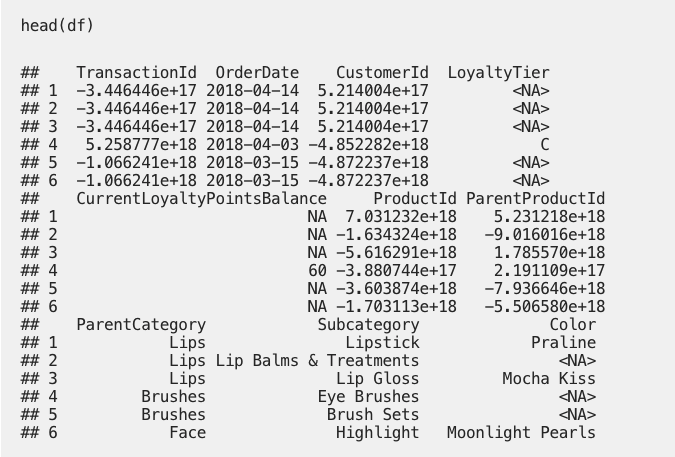 head(df)
##    TransactionId  OrderDate    CustomerId  LoyaltyTier
## 1  -3.446446e+17 2018-04-14  5.214004e+17         <NA>
## 2  -3.446446e+17 2018-04-14  5.214004e+17         <NA>
## 3  -3.446446e+17 2018-04-14  5.214004e+17         <NA>
## 4   5.258777e+18 2018-04-03 -4.852282e+18            C
## 5  -1.066241e+18 2018-03-15 -4.872237e+18         <NA>
## 6  -1.066241e+18 2018-03-15 -4.872237e+18         <NA>
##    CurrentLoyaltyPointsBalance     ProductId ParentProductId
## 1                           NA  7.031232e+18    5.231218e+18
## 2                           NA -1.634324e+18   -9.016016e+18
## 3                           NA -5.616291e+18    1.785570e+18
## 4                           60 -3.880744e+17    2.191109e+17
## 5                           NA -3.603874e+18   -7.936646e+18
## 6                           NA -1.703113e+18   -5.506580e+18
##    ParentCategory            Subcategory             Color
## 1            Lips               Lipstick           Praline
## 2            Lips Lip Balms & Treatments              <NA>
## 3            Lips              Lip Gloss        Mocha Kiss
## 4         Brushes            Eye Brushes              <NA>
## 5         Brushes             Brush Sets              <NA>
## 6            Face              Highlight   Moonlight Pearls